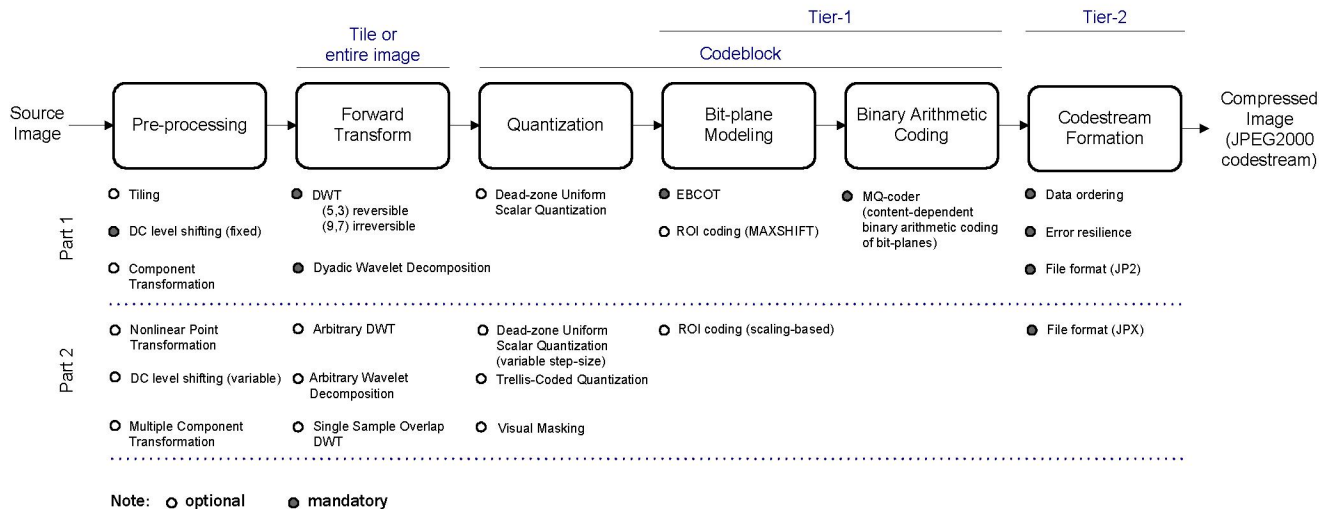 Tier-1
Tier-2
Tile or
entire image
Codeblock
Source
Image
Pre-processing
Forward
Transform
Quantization
Bit-plane
Modeling
Binary Arithmetic
Coding
Codestream
Formation
Compressed
Image
(JPEG2000
codestream)
Part 1
Tiling
DC level shifting (fixed)
Component
Transformation
DWT
(5,3) reversible
(9,7) irreversible
Dyadic Wavelet Decomposition
Dead-zone Uniform
Scalar Quantization
EBCOT
ROI coding (MAXSHIFT)
MQ-coder
(content-dependent
binary arithmetic coding
of bit-planes)
Data ordering
Error resilience
File format (JP2)
Part 2
Nonlinear Point
Transformation
DC level shifting (variable)
Multiple Component
Transformation
Arbitrary DWT
Arbitrary Wavelet
Decomposition
Single Sample Overlap
DWT
Dead-zone Uniform
Scalar Quantization
(variable step-size)
Trellis-Coded Quantization
Visual Masking
ROI coding (scaling-based)
File format (JPX)
Note: optional mandatory